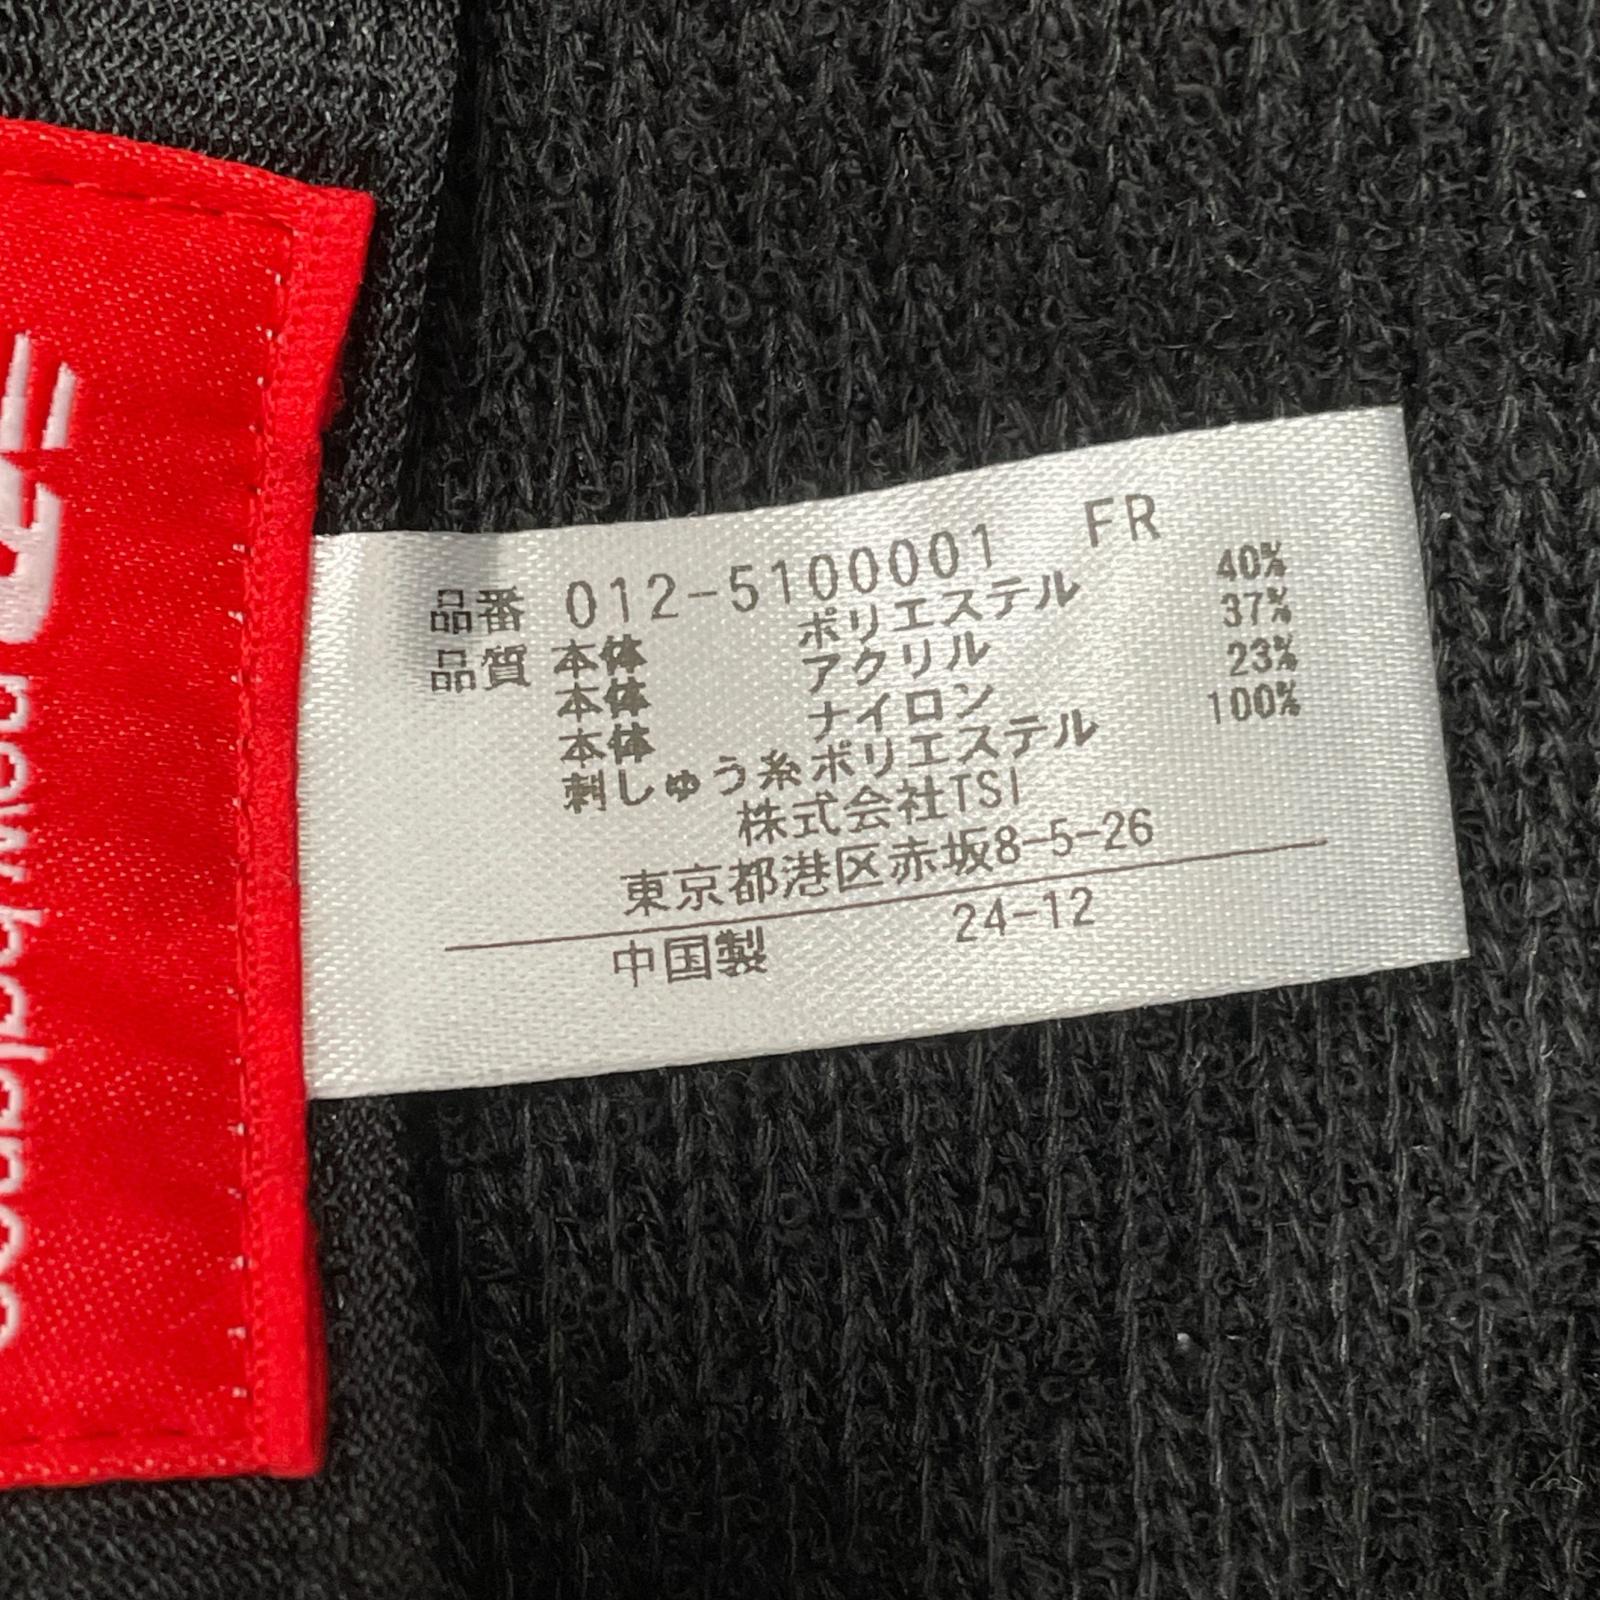 new balance
品番 012-5100001 FR
品質 本体 ポリエステル 40%
本体 アクリル 37%
本体 ナイロン 23%
刺しゅう糸ポリエステル 100%
株式会社TSI
東京都港区赤坂8-5-26
中国製 24-12